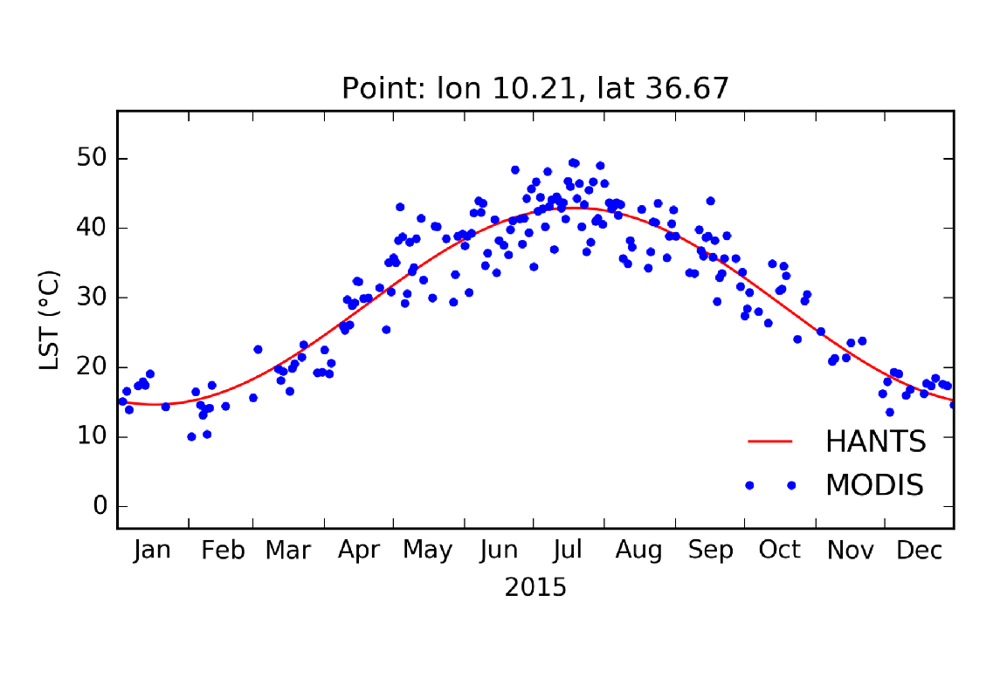 Point: lon 10.21, lat 36.67
LST (°C)
50
40
30
20
10
0
HANTS
MODIS
Jan Feb Mar Apr May Jun Jul Aug Sep Oct Nov Dec
2015